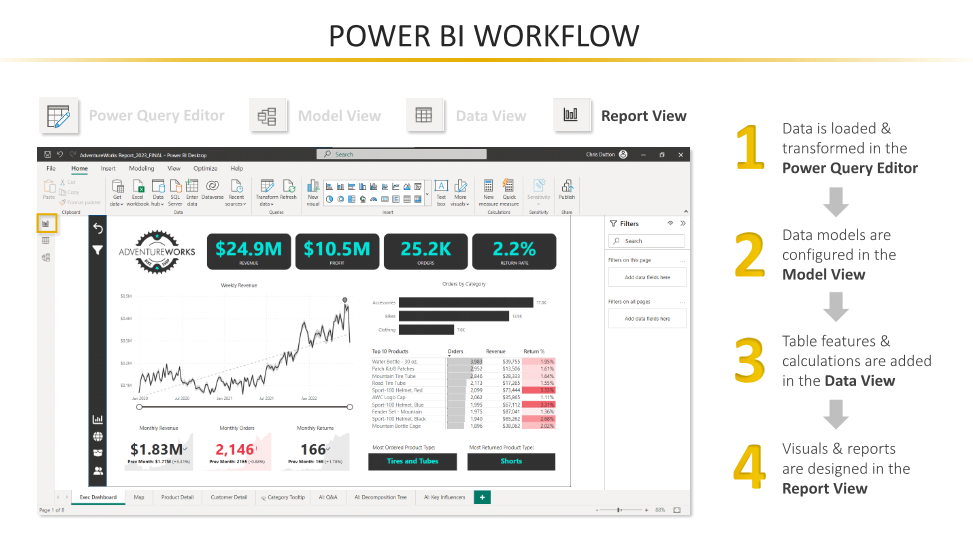 POWER BI WORKFLOW
Power Query Editor
Model View
Data View
Report View
AdventureWorks Report_2023_FINAL - Power BI Desktop
Search
Chris Dutton
File Home Insert Modeling View Optimize Help
Paste
Cut
Copy
Format painter
Get data
Excel workbook
Data hub
SQL Server
Enter data
Dataverse
Recent sources
Transform data
Refresh
New visual
Text box
More visuals
New measure
Quick measure
Sensitivity
Publish
Clipboard
Data
Queries
Insert
Calculations
Sensitivity
Share
ADVENTUREWORKS
$24.9M
REVENUE
$10.5M
PROFIT
25.2K
ORDERS
2.2%
RETURN RATE
Weekly Revenue
Jan 2020
Jul 2020
Jan 2021
Jul 2021
Jan 2022
Orders by Category
Accessories
Bikes
Clothing
Top 10 Products Orders Revenue Return %
Water Bottle - 30 oz. 3,983 $39,755 1.95%
Patch Kit/8 Patches 2,952 $13,506 1.61%
Mountain Tire Tube 2,846 $28,333 1.64%
Road Tire Tube 2,173 $17,265 1.55%
Sport-100 Helmet, Red 2,099 $73,444 3.33%
AWC Logo Cap 2,062 $35,865 1.11%
Sport-100 Helmet, Blue 1,995 $67,112 3.31%
Fender Set - Mountain 1,975 $87,041 1.36%
Sport-100 Helmet, Black 1,940 $65,262 2.68%
Mountain Bottle Cage 1,896 $38,062 2.02%
Monthly Revenue
$1.83M
Prev Month: $1.77M (+3.31%)
Monthly Orders
2,146
Prev Month: 2165 (-0.88%)
Monthly Returns
166
Prev Month: 169 (+1.78%)
Most Ordered Product Type:
Tires and Tubes
Most Returned Product Type:
Shorts
Filters
Search
Filters on this page
Add data fields here
Filters on all pages
Add data fields here
Exec Dashboard
Map
Product Detail
Customer Detail
Category Tooltip
AI: Q&A
AI: Decomposition Tree
AI: Key Influencers
Page 1 of 8
88%
1
Data is loaded &
transformed in the
Power Query Editor
2
Data models are
configured in the
Model View
3
Table features &
calculations are added
in the Data View
4
Visuals & reports
are designed in the
Report View